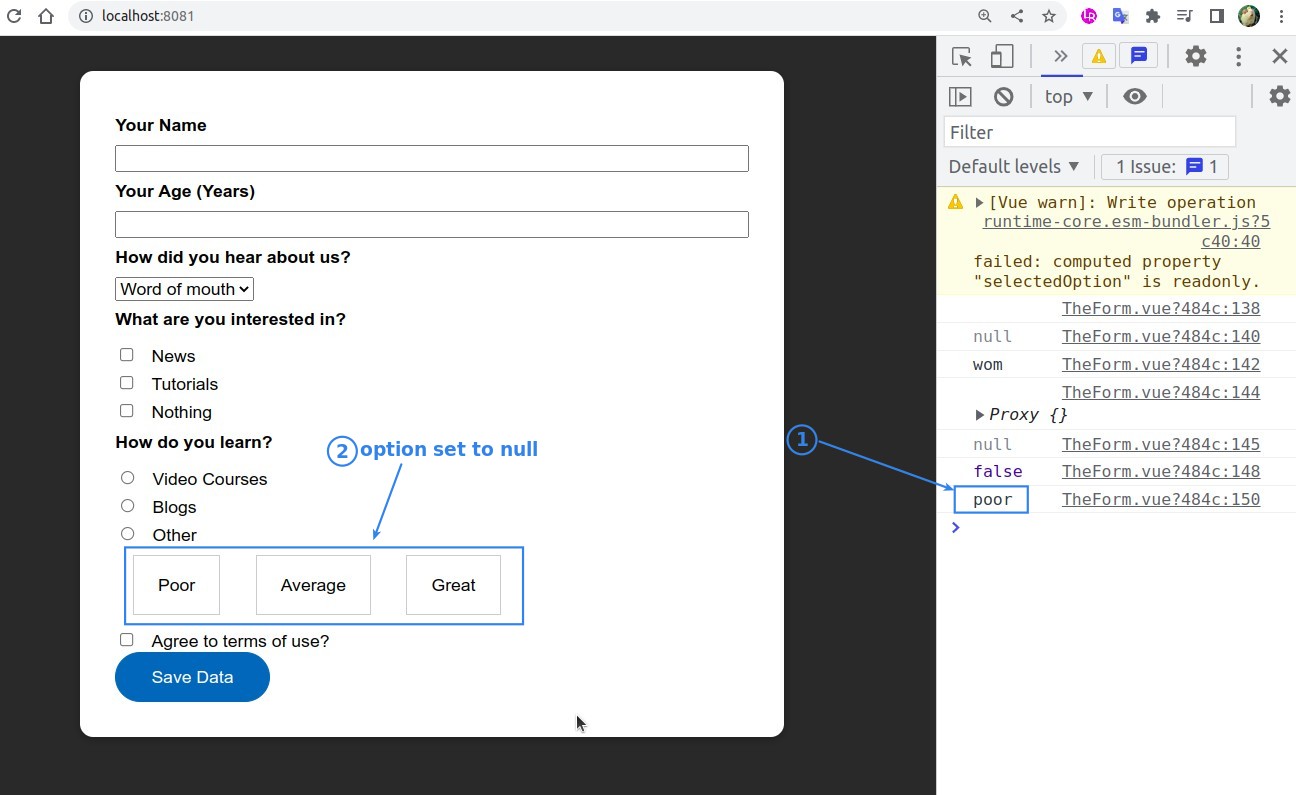 localhost:8081
Your Name
Your Age (Years)
How did you hear about us?
Word of mouth
What are you interested in?
News
Tutorials
Nothing
How do you learn?
2 option set to null
Video Courses
Blogs
Other
Poor Average Great
Agree to terms of use?
Save Data
1
top
Filter
Default levels 1 Issue: 1
[Vue warn]: Write operation
runtime-core.esm-bundler.js?5
c40:40
failed: computed property
"selectedOption" is readonly.
TheForm.vue?484c:138
null TheForm.vue?484c:140
wom TheForm.vue?484c:142
TheForm.vue?484c:144
Proxy {}
null TheForm.vue?484c:145
false TheForm.vue?484c:148
poor TheForm.vue?484c:150